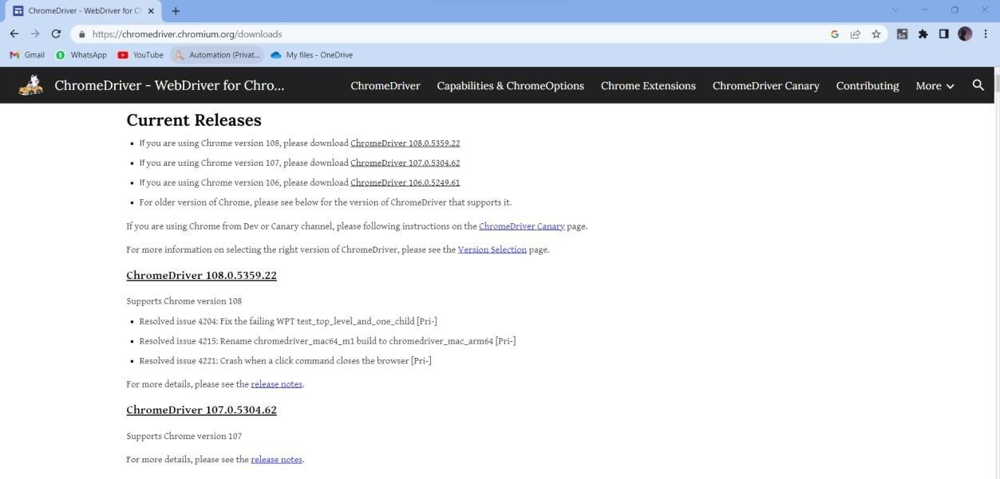 ChromeDriver - WebDriver for Ch
https://chromedriver.chromium.org/downloads
Gmail WhatsApp YouTube Automation (Privat... My files - OneDrive
ChromeDriver - WebDriver for Chro... ChromeDriver Capabilities & ChromeOptions Chrome Extensions ChromeDriver Canary Contributing More
Current Releases
If you are using Chrome version 108, please download ChromeDriver 108.0.5359.22
If you are using Chrome version 107, please download ChromeDriver 107.0.5304.62
If you are using Chrome version 106, please download ChromeDriver 106.0.5249.61
For older version of Chrome, please see below for the version of ChromeDriver that supports it.
If you are using Chrome from Dev or Canary channel, please following instructions on the ChromeDriver Canary page.
For more information on selecting the right version of ChromeDriver, please see the Version Selection page.
ChromeDriver 108.0.5359.22
Supports Chrome version 108
Resolved issue 4204: Fix the failing WPT test_top_level_and_one_child [Pri-]
Resolved issue 4215: Rename chromedriver_mac64_m1 build to chromedriver_mac_arm64 [Pri-]
Resolved issue 4221: Crash when a click command closes the browser [Pri-]
For more details, please see the release notes.
ChromeDriver 107.0.5304.62
Supports Chrome version 107
For more details, please see the release notes.